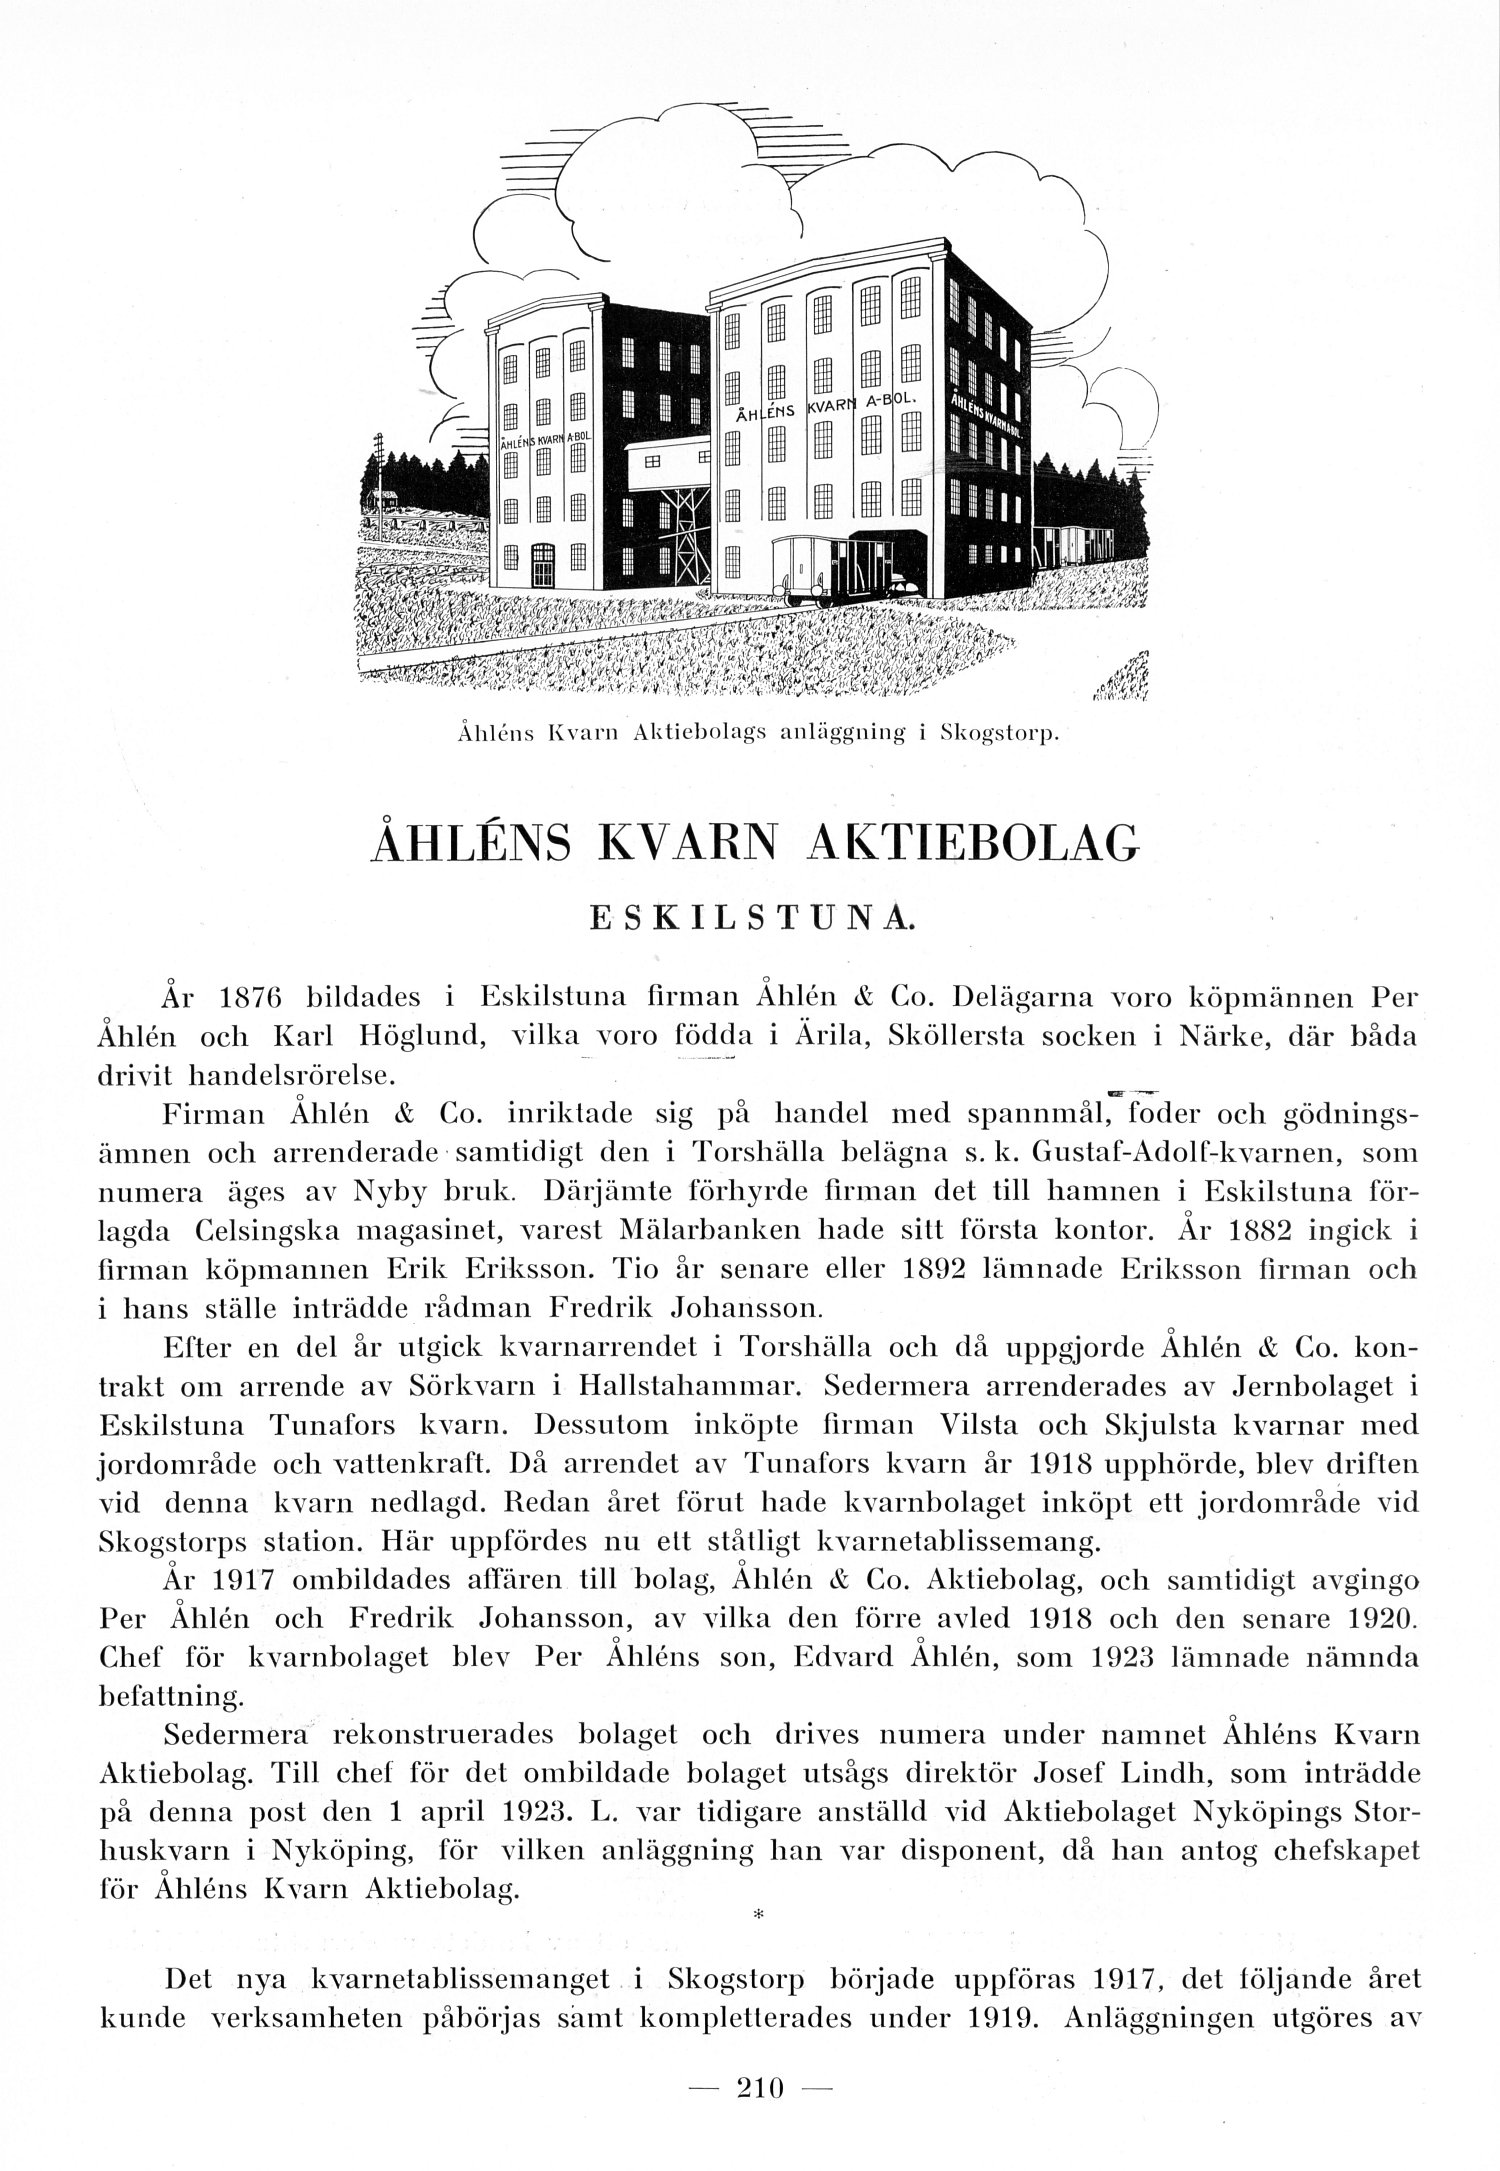 ÅHLÉNS KVARN A-BOL
ÅHLÉNS KVARN A-BOL.
ÅHLÉNS KVARN A-BOL
Åhléns Kvarn Aktiebolags anläggning i Skogstorp.
ÅHLÉNS KVARN AKTIEBOLAG
ESKILSTUNA.
År 1876 bildades i Eskilstuna firman Åhlén & Co. Delägarna voro köpmännen Per
Åhlén och Karl Höglund, vilka voro födda i Ärila, Sköllersta socken i Närke, där båda
drivit handelsrörelse.
Firman Åhlén & Co. inriktade sig på handel med spannmål, foder och gödnings-
ämnen och arrenderade samtidigt den i Torshälla belägna s. k. Gustaf-Adolf-kvarnen, som
numera äges av Nyby bruk. Därjämte förhyrde firman det till hamnen i Eskilstuna för-
lagda Celsingska magasinet, varest Mälarbanken hade sitt första kontor. År 1882 ingick i
firman köpmannen Erik Eriksson. Tio år senare eller 1892 lämnade Eriksson firman och
i hans ställe inträdde rådman Fredrik Johansson.
Efter en del år utgick kvarnarrendet i Torshälla och då uppgjorde Åhlén & Co. kon-
trakt om arrende av Sörkvarn i Hallstahammar. Sedermera arrenderades av Jernbolaget i
Eskilstuna Tunafors kvarn. Dessutom inköpte firman Vilsta och Skjulsta kvarnar med
jordområde och vattenkraft. Då arrendet av Tunafors kvarn år 1918 upphörde, blev driften
vid denna kvarn nedlagd. Redan året förut hade kvarnbolaget inköpt ett jordområde vid
Skogstorps station. Här uppfördes nu ett ståtligt kvarnetablissemang.
År 1917 ombildades affären till bolag, Åhlén & Co. Aktiebolag, och samtidigt avgingo
Per Åhlén och Fredrik Johansson, av vilka den förre avled 1918 och den senare 1920.
Chef för kvarnbolaget blev Per Åhléns son, Edvard Åhlén, som 1923 lämnade nämnda
befattning.
Sedermera rekonstruerades bolaget och drives numera under namnet Åhléns Kvarn
Aktiebolag. Till chef för det ombildade bolaget utsågs direktör Josef Lindh, som inträdde
på denna post den 1 april 1923. L. var tidigare anställd vid Aktiebolaget Nyköpings Stor-
huskvarn i Nyköping, för vilken anläggning han var disponent, då han antog chefskapet
för Åhléns Kvarn Aktiebolag.
*
Det nya kvarnetablissemanget i Skogstorp började uppföras 1917, det följande året
kunde verksamheten påbörjas samt kompletterades under 1919. Anläggningen utgöres av
— 210 —